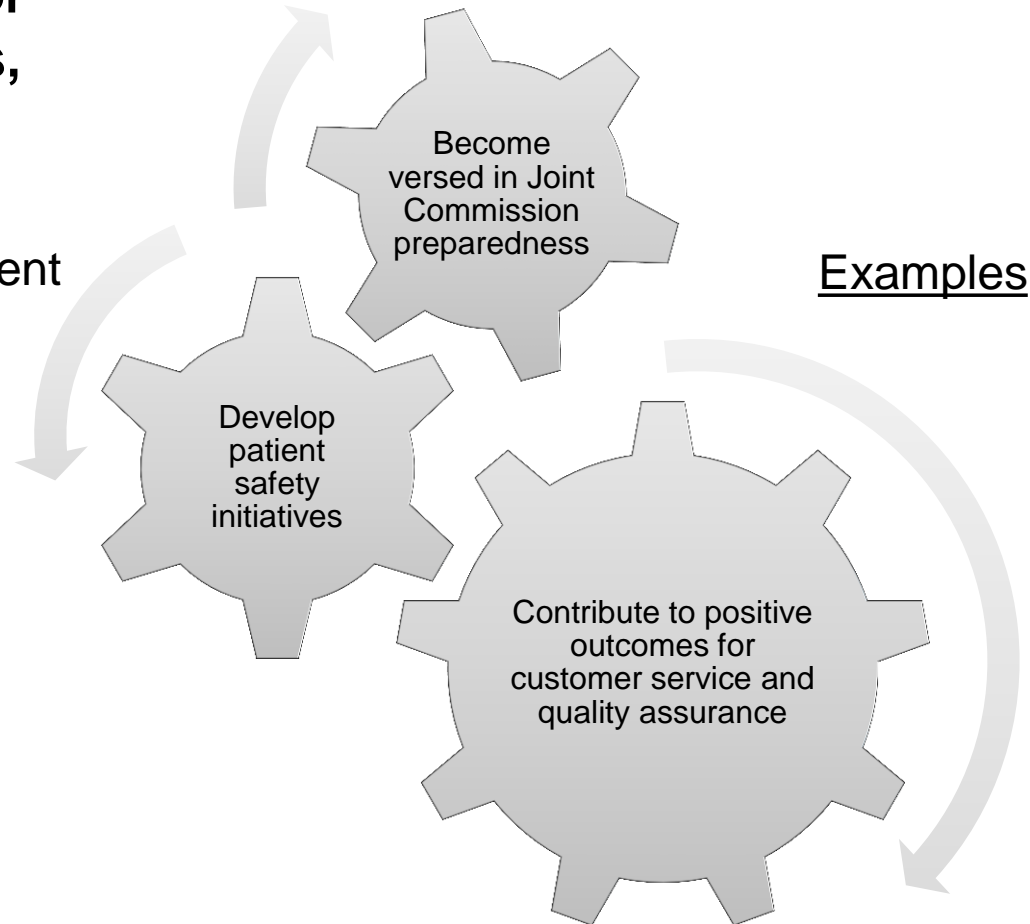 s,
Become
versed in Joint
Commission
preparedness
ent
Examples
Develop
patient
safety
initiatives
Contribute to positive
outcomes for
customer service and
quality assurance